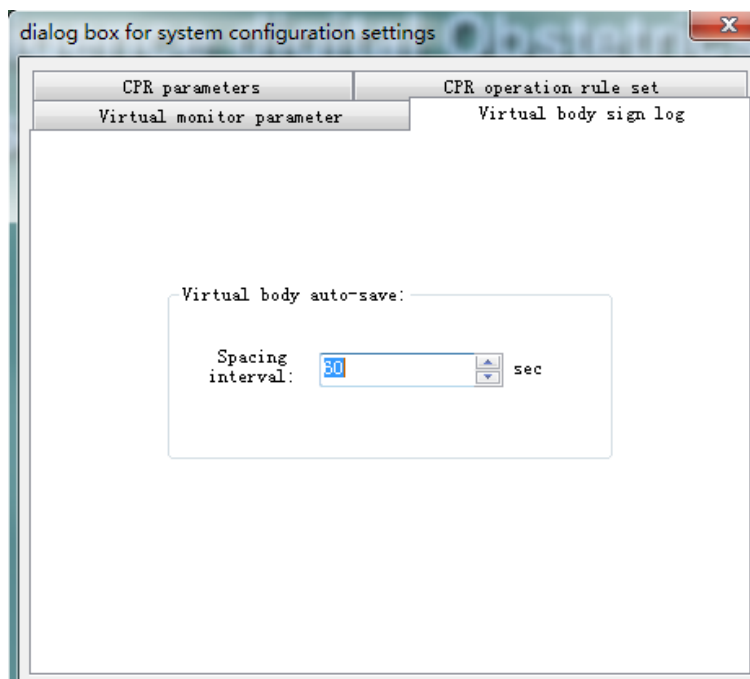 dialog box for system configuration settings
Obstetri
CPR parameters
CPR operation rule set
Virtual monitor parameter
Virtual body sign log
Virtual body auto-save:
Spacing
interval:
60
sec